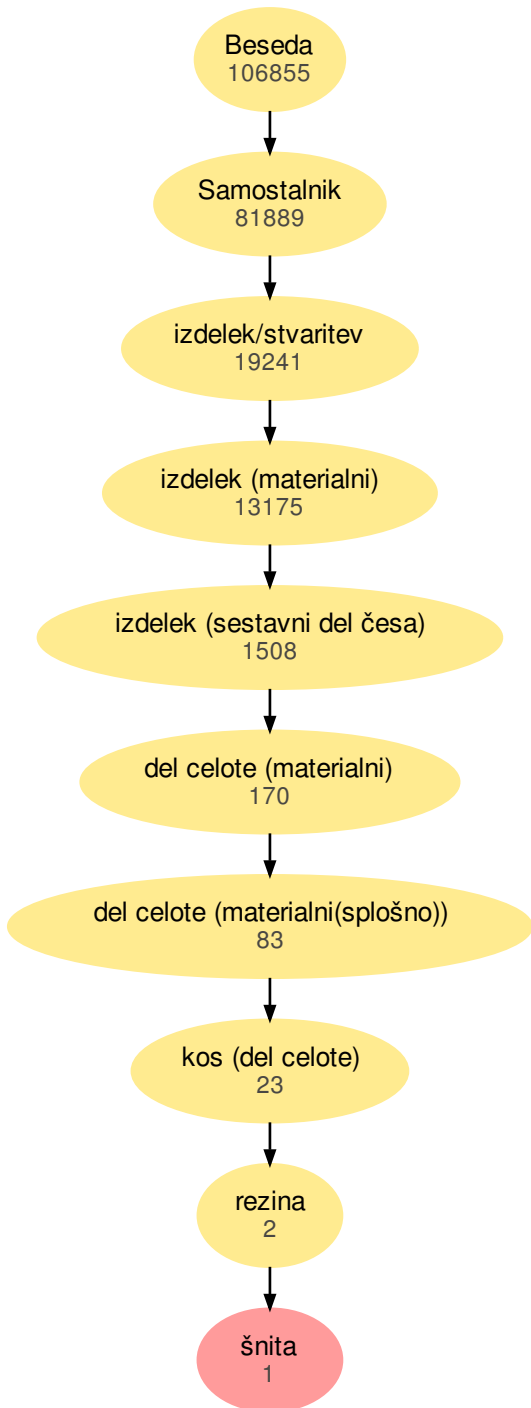 Beseda
106855
Samostalnik
81889
izdelek/stvaritev
19241
izdelek (materialni)
13175
izdelek (sestavni del česa)
1508
del celote (materialni)
170
del celote (materialni(splošno))
83
kos (del celote)
23
rezina
2
šnita
1